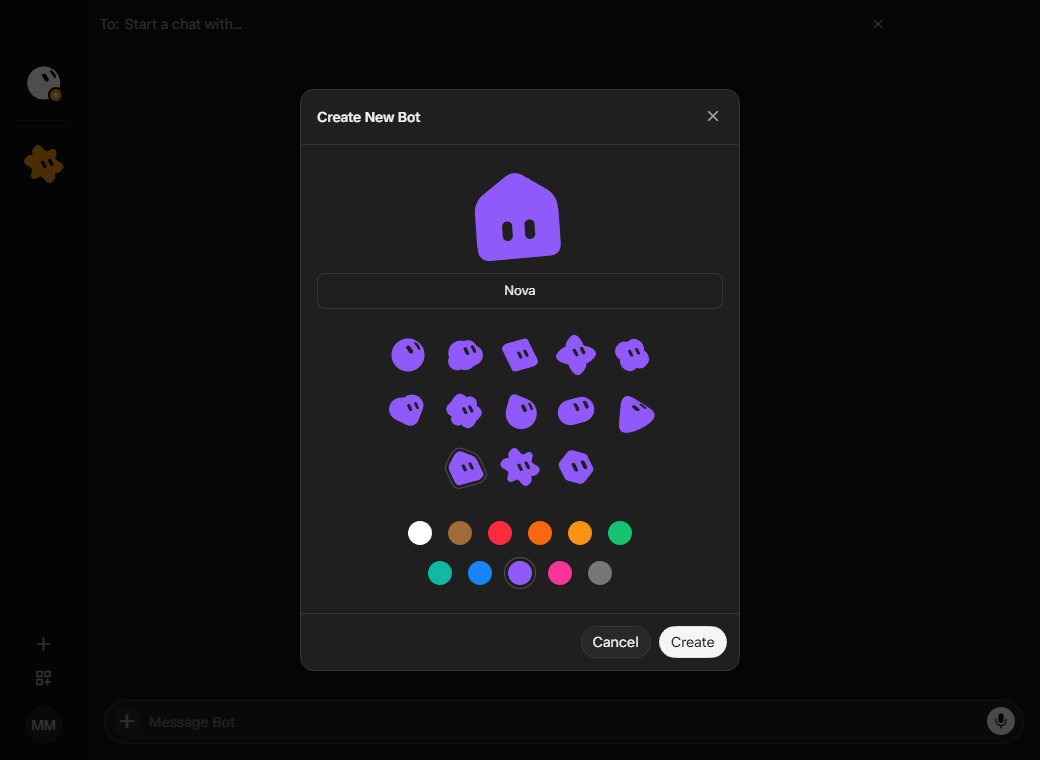 To: Start a chat with...
Create New Bot
Nova
Cancel
Create
MM
Message Bot